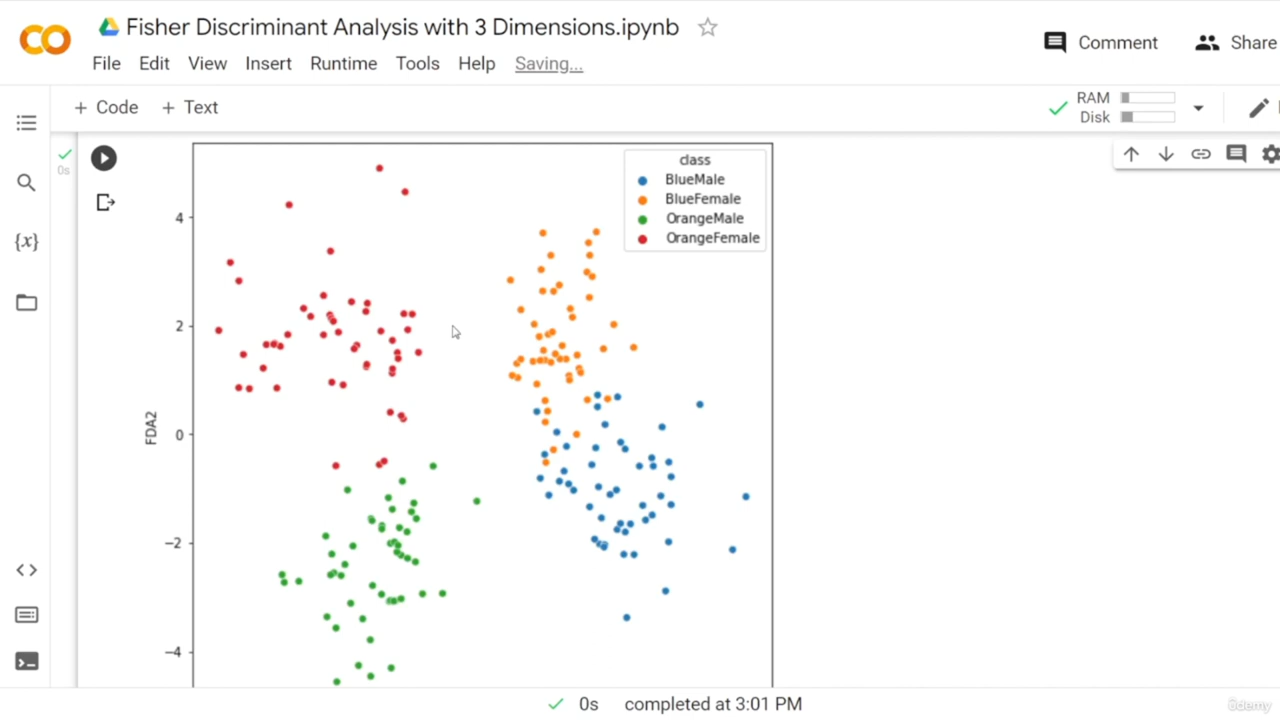 Fisher Discriminant Analysis with 3 Dimensions.ipynb
File Edit View Insert Runtime Tools Help Saving...
Comment Share
+ Code + Text
RAM
Disk
0s
{x}
class
BlueMale
BlueFemale
OrangeMale
OrangeFemale
4
2
0
−2
−4
FDA2
0s completed at 3:01 PM
ûdemy